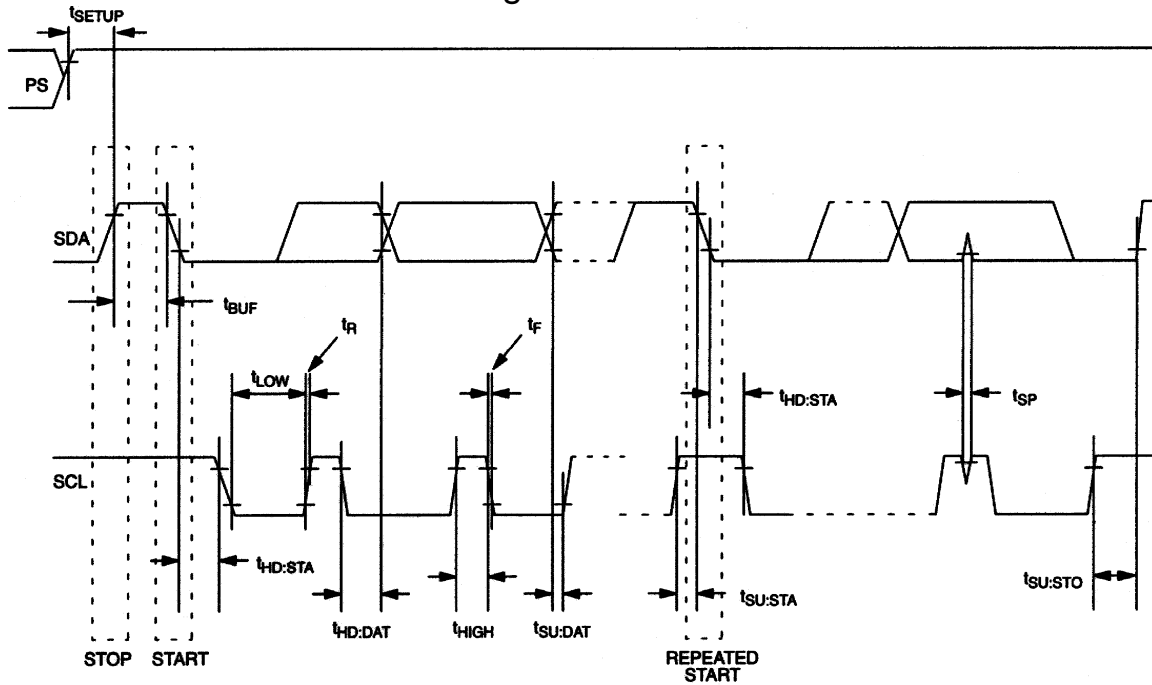 tSETUP
PS
SDA
tBUF
tR
tF
tLOW
tHD:STA
tSP
SCL
tHD:STA
tSU:STA
tSU:STO
tHD:DAT
tHIGH
tSU:DAT
STOP
START
REPEATED
START